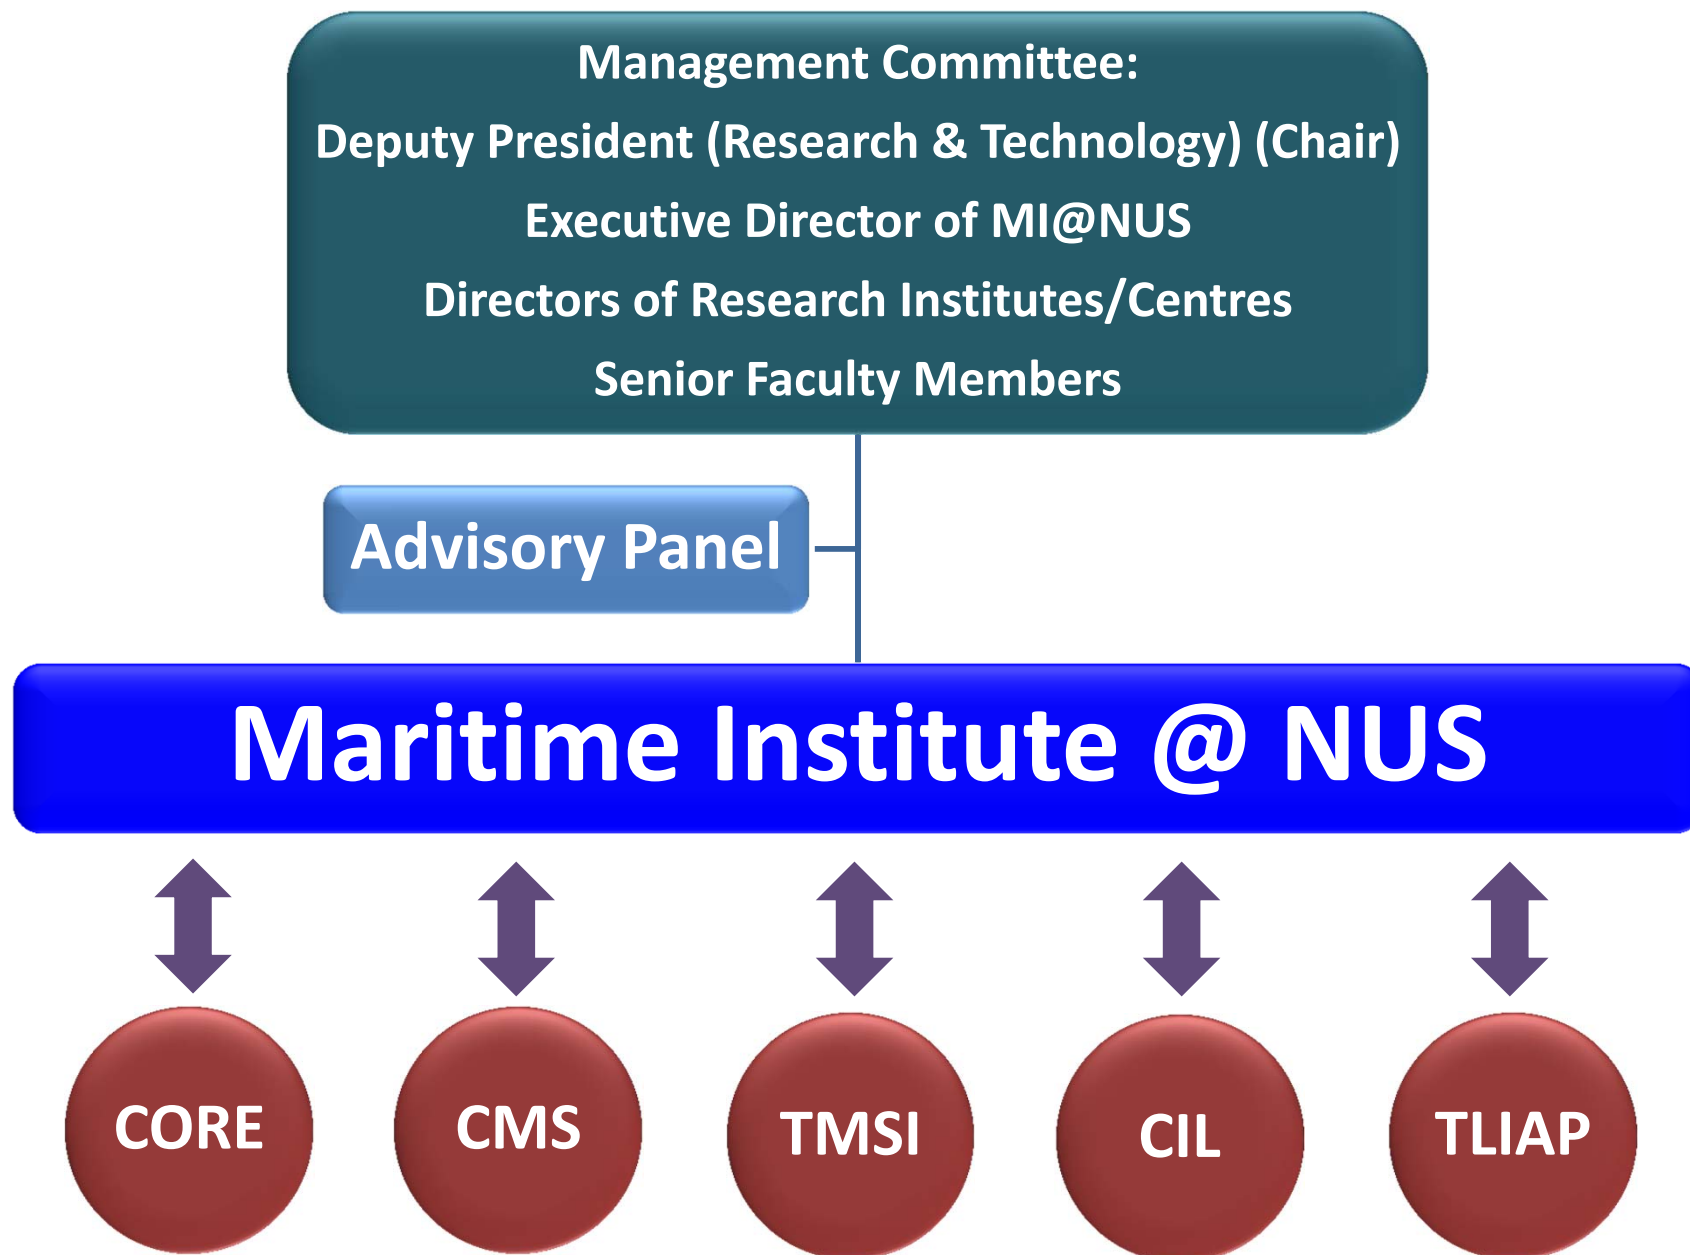 Management Committee:
Deputy President (Research & Technology) (Chair)
Executive Director of MI@NUS
Directors of Research Institutes/Centres
Senior Faculty Members
Advisory Panel
Maritime Institute @ NUS
CORE
CMS
TMSI
CIL
TLIAP